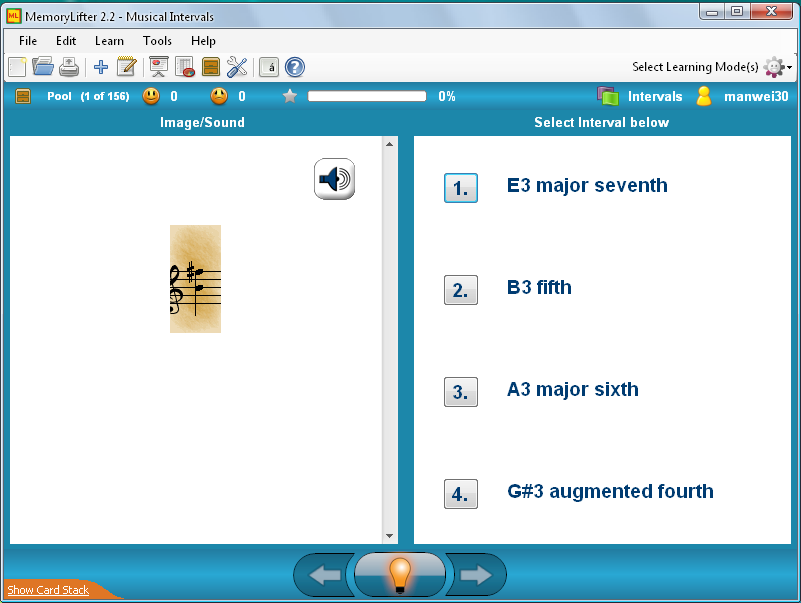 MemoryLifter 2.2 - Musical Intervals
File Edit Learn Tools Help
á ?
Select Learning Mode(s)
Pool (1 of 156) 0 0 0% Intervals manwei30
Image/Sound
Select Interval below
1. E3 major seventh
2. B3 fifth
3. A3 major sixth
4. G#3 augmented fourth
Show Card Stack